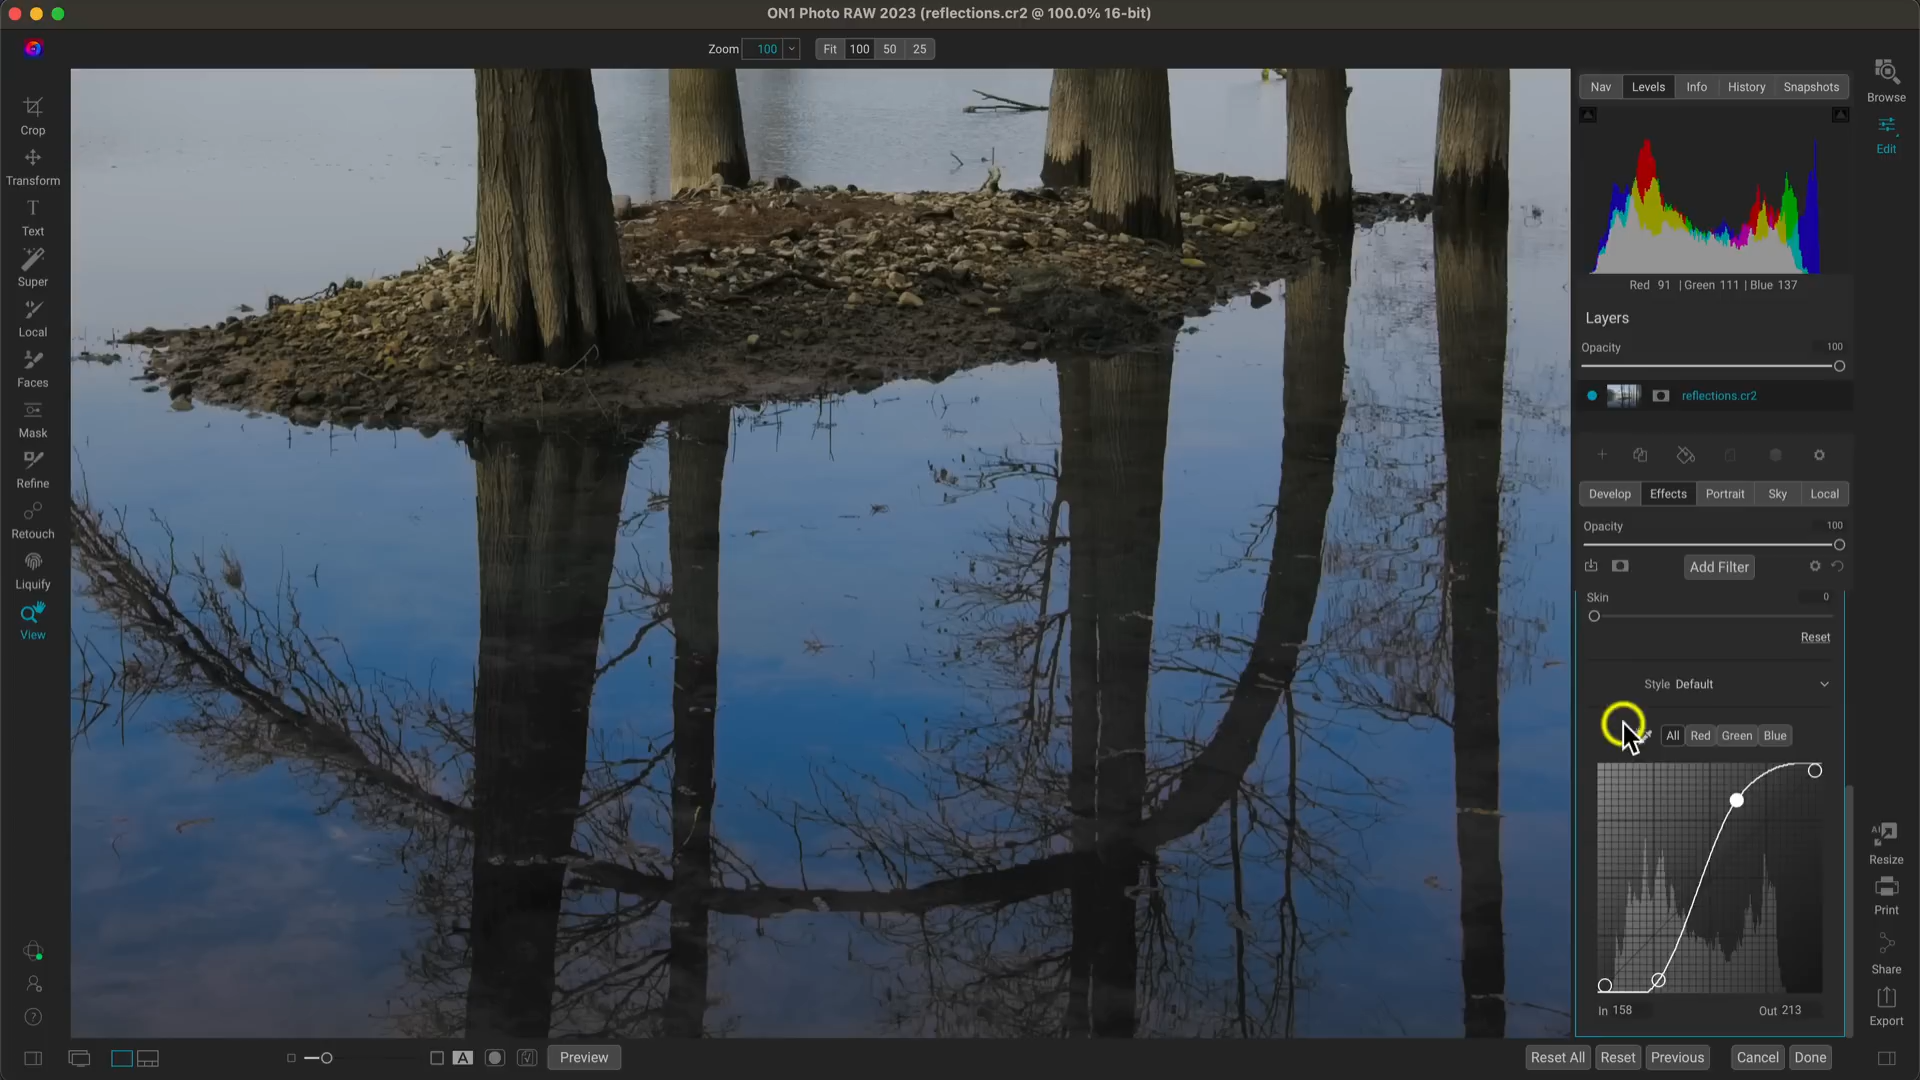 ON1 Photo RAW 2023 (reflections.cr2 @ 100.0% 16-bit)
Zoom 100 Fit 100 50 25
Crop
Transform
Text
Super
Local
Faces
Mask
Refine
Retouch
Liquify
View
Nav Levels Info History Snapshots
Red 91 | Green 111 | Blue 137
Layers
Opacity 100
reflections.cr2
Develop Effects Portrait Sky Local
Opacity 100
Add Filter
Skin 0
Reset
Style Default
All Red Green Blue
In 158 Out 213
Browse
Edit
AI
Resize
Print
Share
Export
A Preview
Reset All Reset Previous Cancel Done